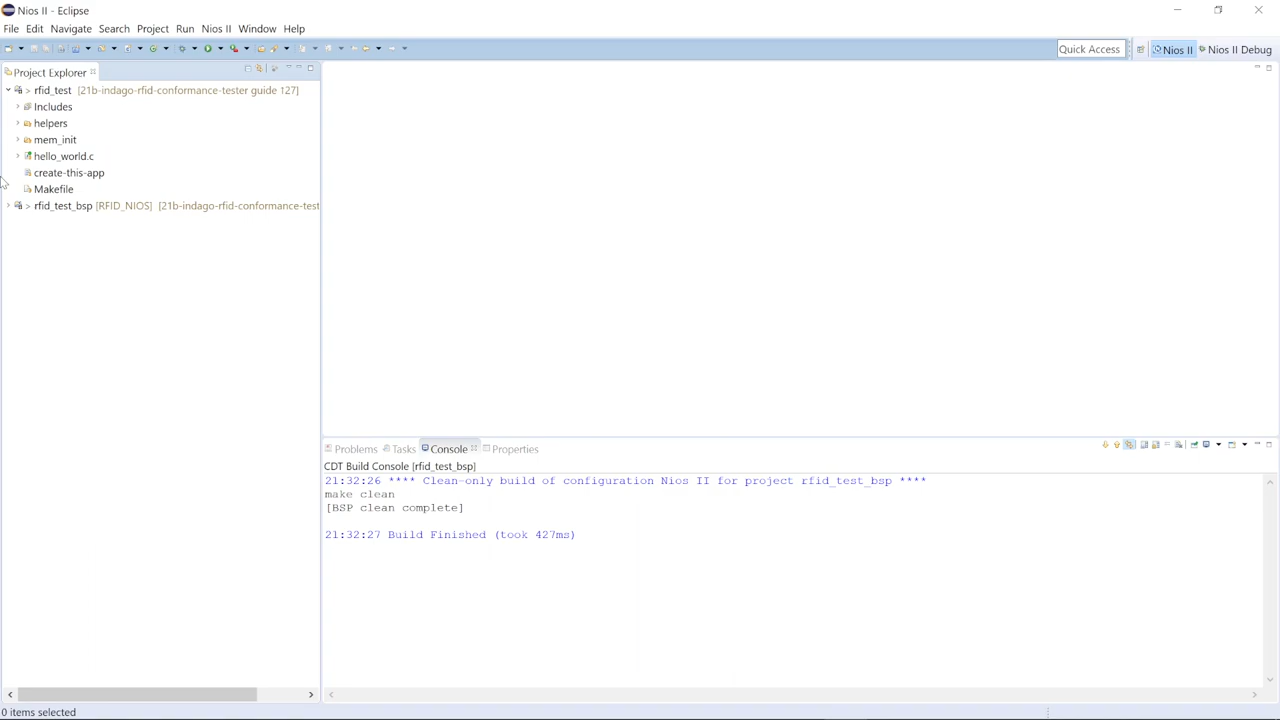 Nios II - Eclipse
File Edit Navigate Search Project Run Nios II Window Help
Quick Access Nios II Nios II Debug
Project Explorer
> rfid_test [21b-indago-rfid-conformance-tester guide 127]
Includes
helpers
mem_init
hello_world.c
create-this-app
Makefile
> rfid_test_bsp [RFID_NIOS] [21b-indago-rfid-conformance-test
Problems Tasks Console Properties
CDT Build Console [rfid_test_bsp]
21:32:26 **** Clean-only build of configuration Nios II for project rfid_test_bsp ****
make clean
[BSP clean complete]
21:32:27 Build Finished (took 427ms)
0 items selected